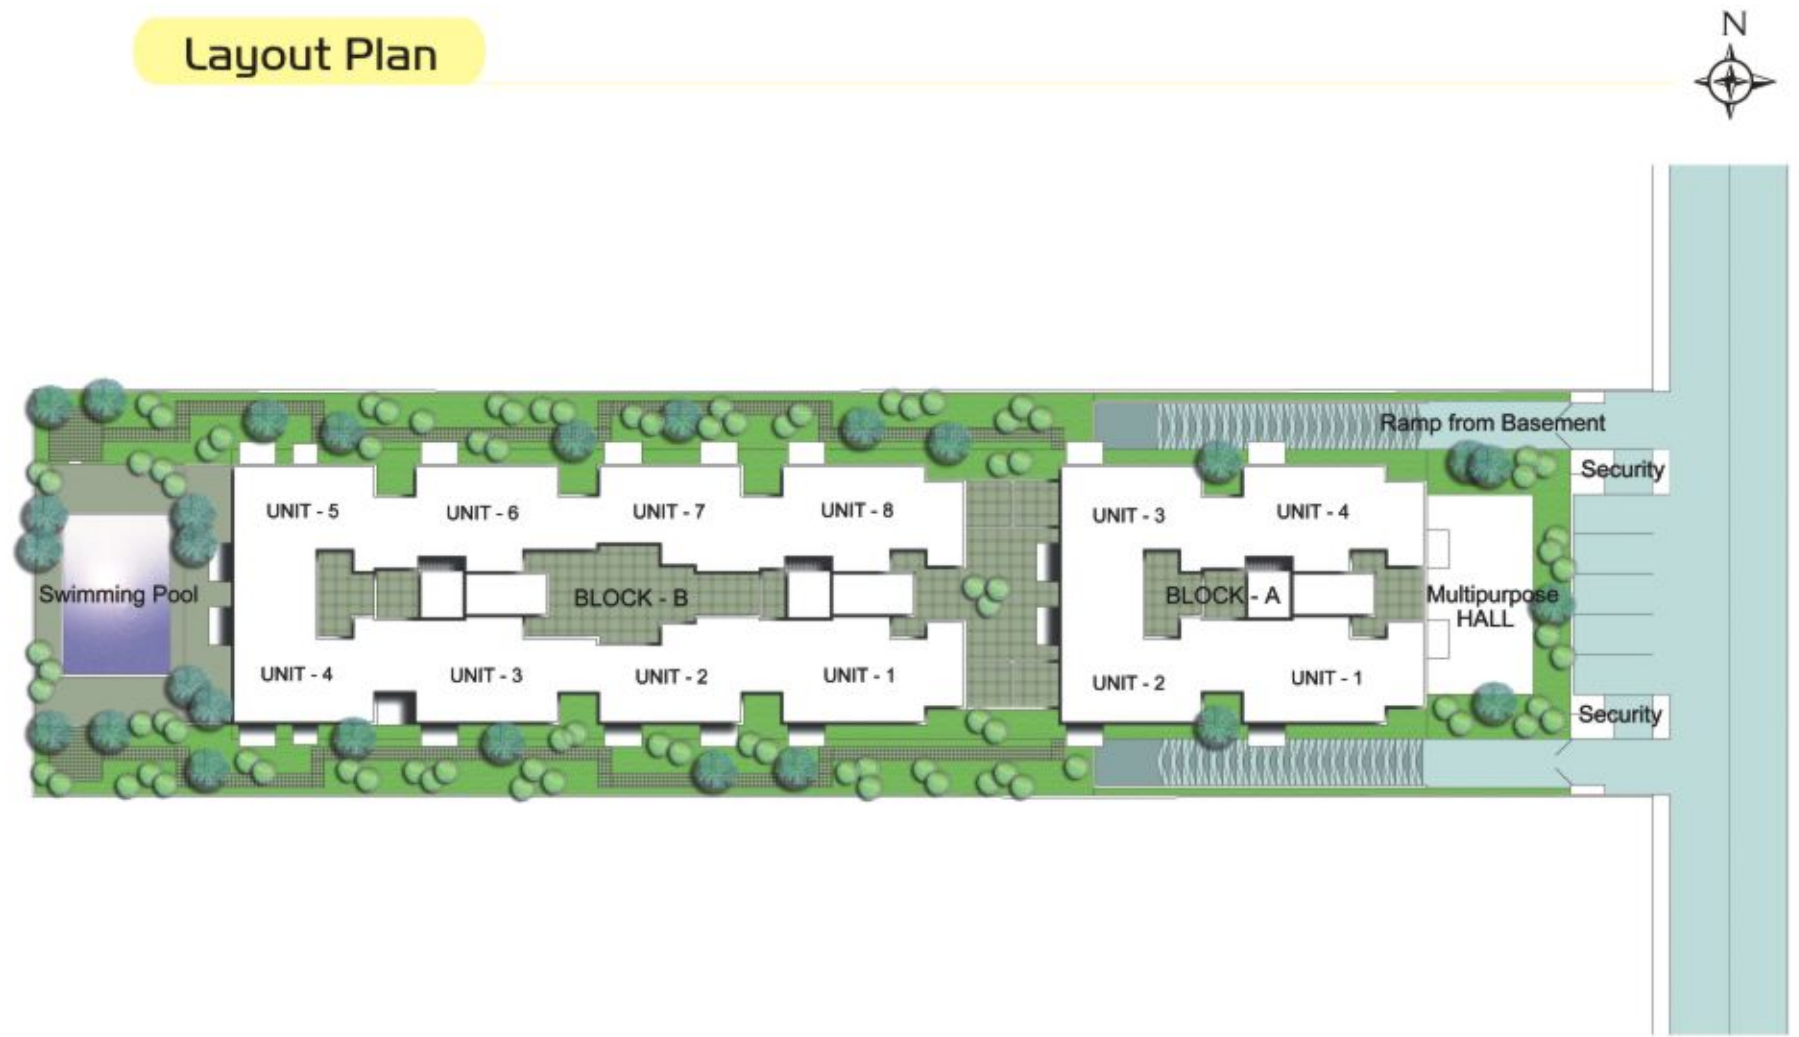 Layout Plan
N
Ramp from Basement
Security
UNIT - 5
UNIT - 6
UNIT - 7
UNIT - 8
UNIT - 3
UNIT - 4
Swimming Pool
BLOCK - B
BLOCK - A
Multipurpose
HALL
UNIT - 4
UNIT - 3
UNIT - 2
UNIT - 1
UNIT - 2
UNIT - 1
Security